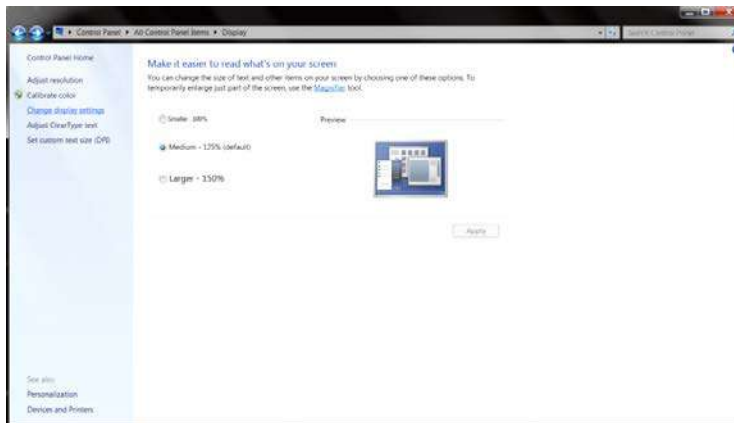 Control Panel ▸ All Control Panel Items ▸ Display
Search Control Panel
Control Panel Home
Adjust resolution
Calibrate color
Change display settings
Adjust ClearType text
Set custom text size (DPI)
Make it easier to read what's on your screen
You can change the size of text and other items on your screen by choosing one of these options. To
temporarily enlarge just part of the screen, use the Magnifier tool.
Smaller - 100%
Preview
Medium - 125% (default)
Larger - 150%
Apply
See also
Personalization
Devices and Printers